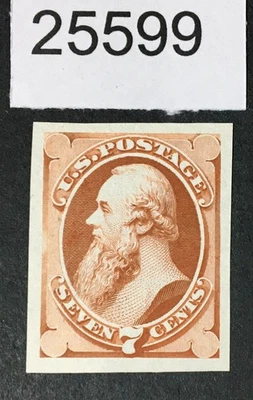 25599
U.S. POSTAGE
SEVEN 7 CENTS